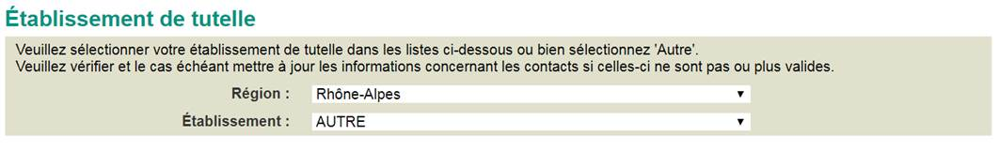 Établissement de tutelle
Veuillez sélectionner votre établissement de tutelle dans les listes ci-dessous ou bien sélectionnez 'Autre'.
Veuillez vérifier et le cas échéant mettre à jour les informations concernant les contacts si celles-ci ne sont pas ou plus valides.
Région : Rhône-Alpes
Établissement : AUTRE